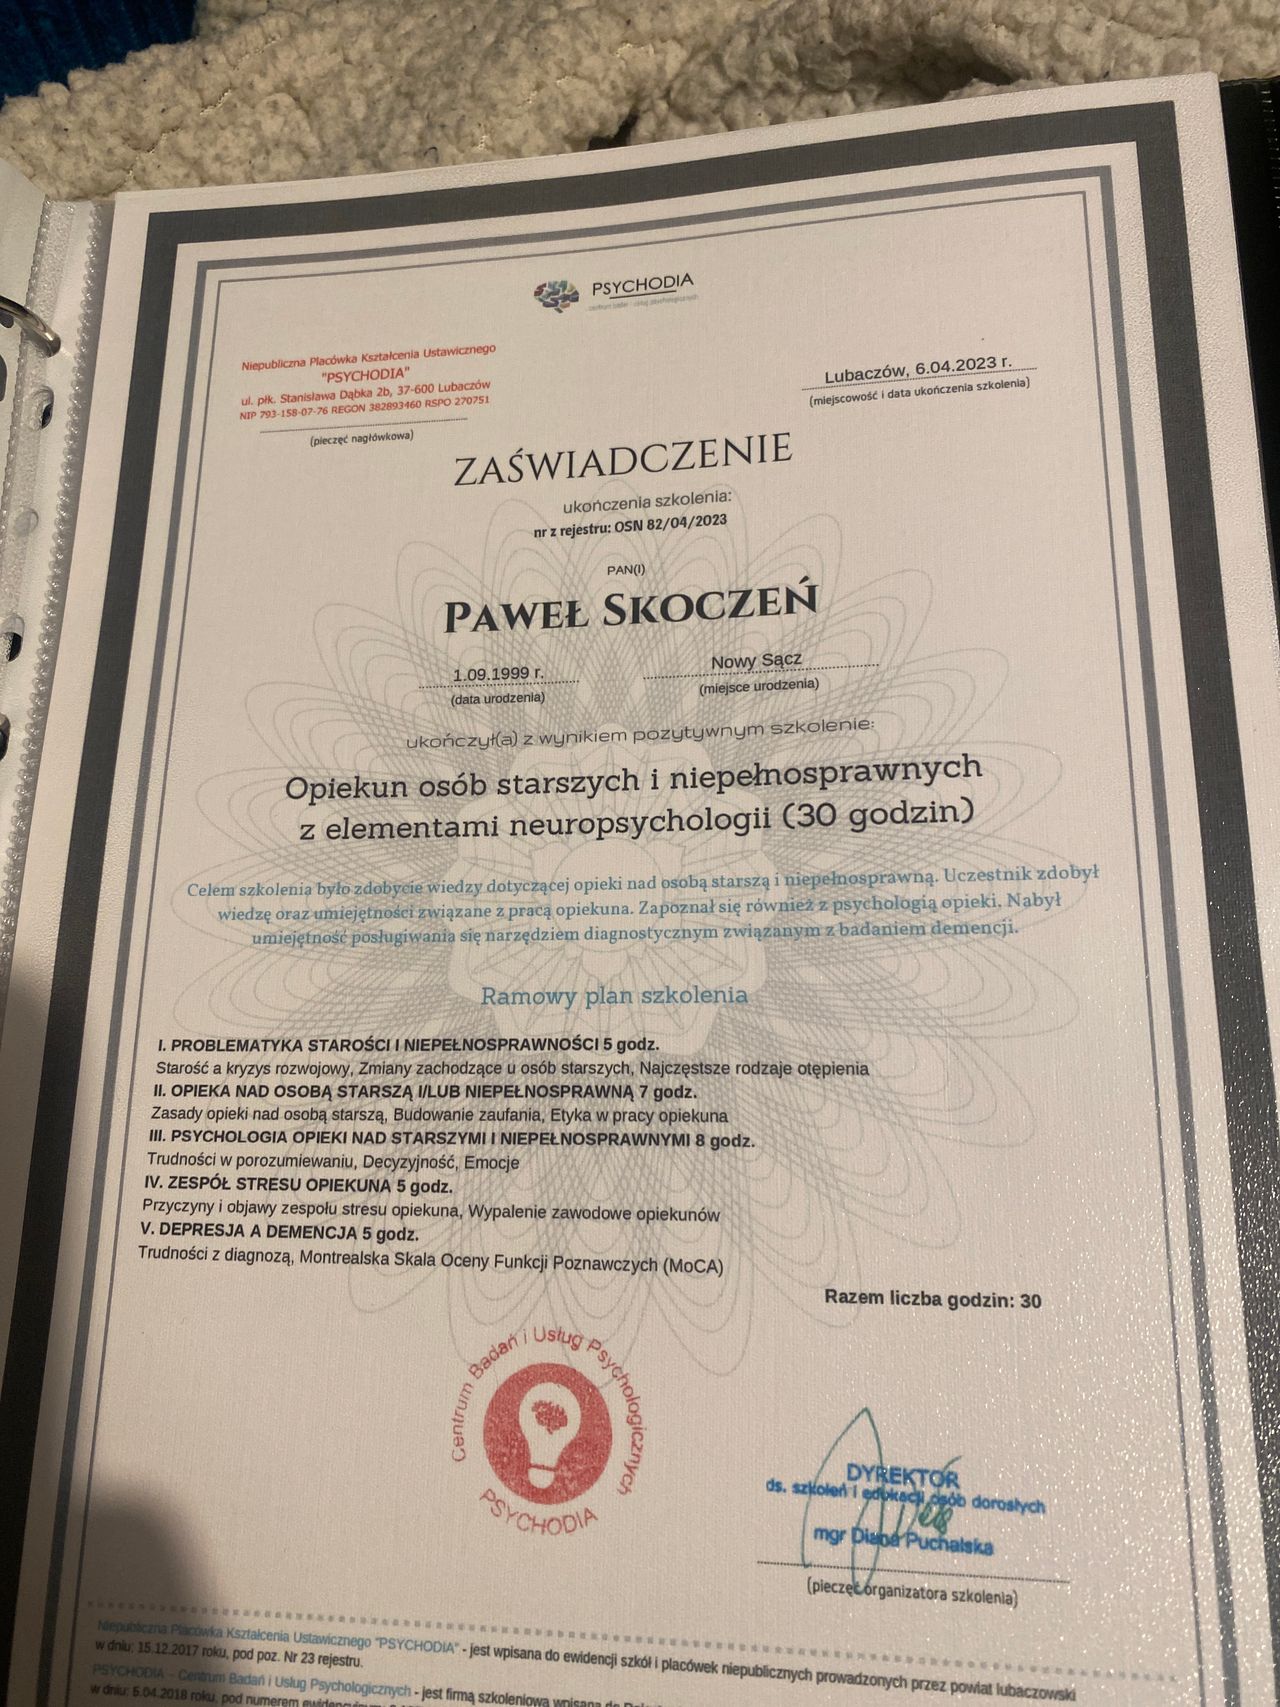 PSYCHODIA
Niepubliczna Placówka Kształcenia Ustawicznego
"PSYCHODIA"
ul. płk. Stanisława Dąbka 2b, 37-600 Lubaczów
NIP 793-158-07-76 REGON 382893460 RSPO 270751
(pieczęć nagłówkowa)
Lubaczów, 6.04.2023 r.
(miejscowość i data ukończenia szkolenia)
ZAŚWIADCZENIE
ukończenia szkolenia:
nr z rejestru: OSN 82/04/2023
PAN(I)
PAWEŁ SKOCZEŃ
1.09.1999 r.
(data urodzenia)
Nowy Sącz
(miejsce urodzenia)
ukończył(a) z wynikiem pozytywnym szkolenie:
Opiekun osób starszych i niepełnosprawnych
z elementami neuropsychologii (30 godzin)
Celem szkolenia było zdobycie wiedzy dotyczącej opieki nad osobą starszą i niepełnosprawną. Uczestnik zdobył
wiedzę oraz umiejętności związane z pracą opiekuna. Zapoznał się również z psychologią opieki. Nabył
umiejętność posługiwania się narzędziem diagnostycznym związanym z badaniem demencji.
Ramowy plan szkolenia
I. PROBLEMATYKA STAROŚCI I NIEPEŁNOSPRAWNOŚCI 5 godz.
Starość a kryzys rozwojowy, Zmiany zachodzące u osób starszych, Najczęstsze rodzaje otępienia
II. OPIEKA NAD OSOBĄ STARSZĄ I/LUB NIEPEŁNOSPRAWNĄ 7 godz.
Zasady opieki nad osobą starszą, Budowanie zaufania, Etyka w pracy opiekuna
III. PSYCHOLOGIA OPIEKI NAD STARSZYMI I NIEPEŁNOSPRAWNYMI 8 godz.
Trudności w porozumiewaniu, Decyzyjność, Emocje
IV. ZESPÓŁ STRESU OPIEKUNA 5 godz.
Przyczyny i objawy zespołu stresu opiekuna, Wypalenie zawodowe opiekunów
V. DEPRESJA A DEMENCJA 5 godz.
Trudności z diagnozą, Montrealska Skala Oceny Funkcji Poznawczych (MoCA)
Razem liczba godzin: 30
Centrum Badań i Usług Psychologicznych
PSYCHODIA
DYREKTOR
ds. szkoleń i edukacji osób dorosłych
mgr Diana Puchalska
(pieczęć organizatora szkolenia)
Niepubliczna Placówka Kształcenia Ustawicznego "PSYCHODIA" - jest wpisana do ewidencji szkół i placówek niepublicznych prowadzonych przez powiat lubaczowski
w dniu: 15.12.2017 roku, pod poz. Nr 23 rejestru.
PSYCHODIA – Centrum Badań i Usług Psychologicznych - jest firmą szkoleniową wpisaną do
w dniu: 5.04.2018 roku, pod numerem